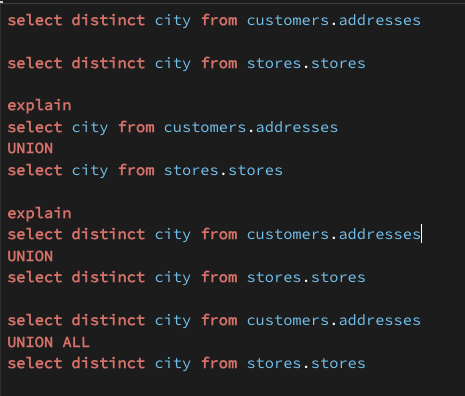 select distinct city from customers.addresses
select distinct city from stores.stores
explain
select city from customers.addresses
UNION
select city from stores.stores
explain
select distinct city from customers.addresses
UNION
select distinct city from stores.stores
select distinct city from customers.addresses
UNION ALL
select distinct city from stores.stores